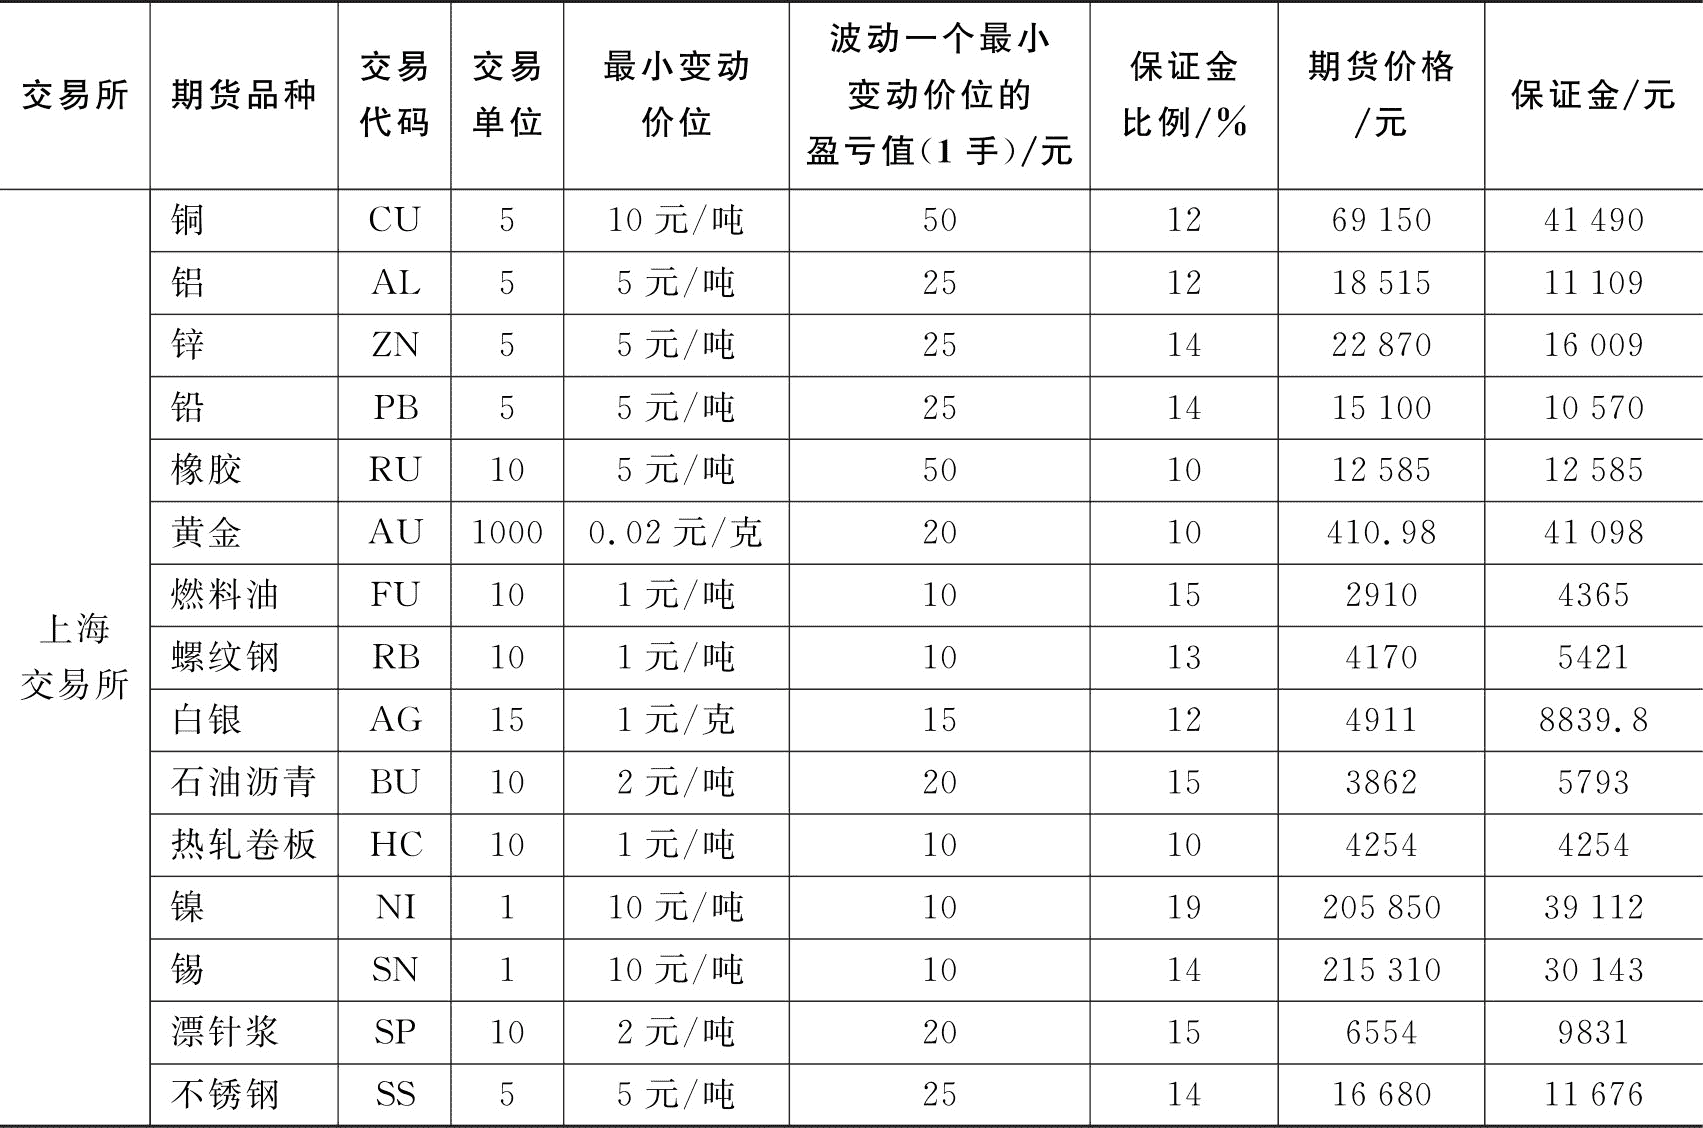 交易所 期货品种 交易代码 交易单位 最小变动价位 波动一个最小变动价位的盈亏值(1手)/元 保证金比例/% 期货价格/元 保证金/元
上海交易所
铜 CU 5 10元/吨 50 12 69 150 41 490
铝 AL 5 5元/吨 25 12 18 515 11 109
锌 ZN 5 5元/吨 25 14 22 870 16 009
铅 PB 5 5元/吨 25 14 15 100 10 570
橡胶 RU 10 5元/吨 50 10 12 585 12 585
黄金 AU 1000 0.02元/克 20 10 410.98 41 098
燃料油 FU 10 1元/吨 10 15 2910 4365
螺纹钢 RB 10 1元/吨 10 13 4170 5421
白银 AG 15 1元/克 15 12 4911 8839.8
石油沥青 BU 10 2元/吨 20 15 3862 5793
热轧卷板 HC 10 1元/吨 10 10 4254 4254
镍 NI 1 10元/吨 10 19 205 850 39 112
锡 SN 1 10元/吨 10 14 215 310 30 143
漂针浆 SP 10 2元/吨 20 15 6554 9831
不锈钢 SS 5 5元/吨 25 14 16 680 11 676